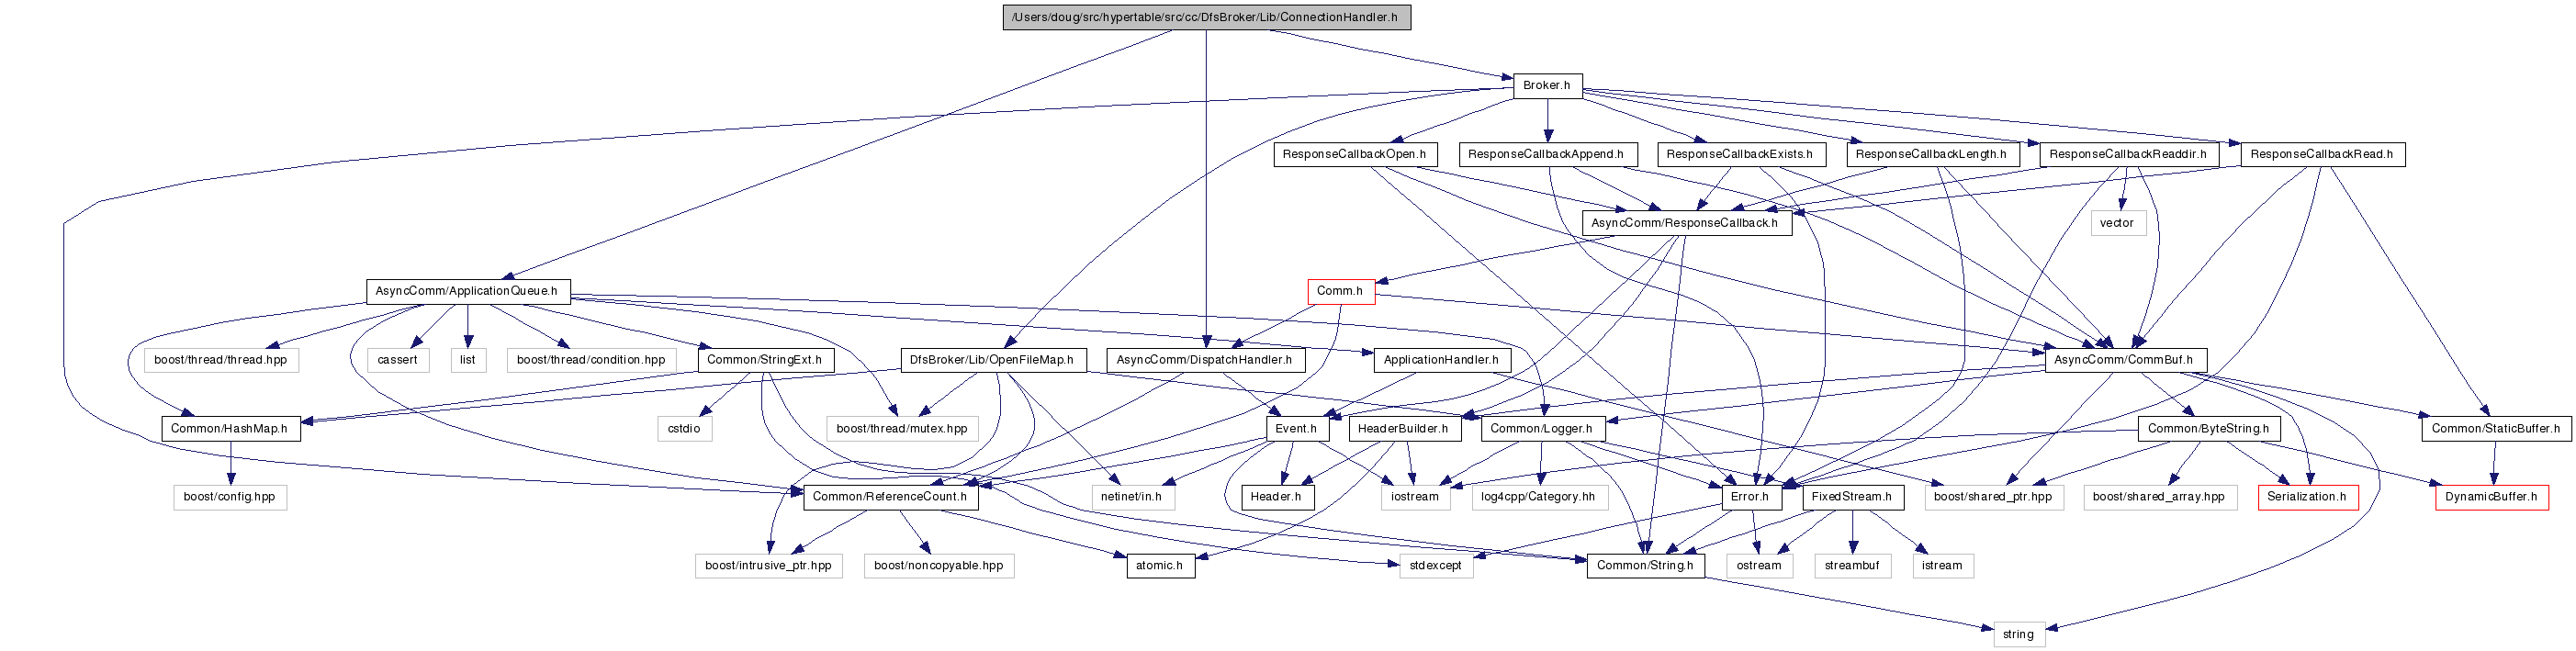 /Users/doug/src/hypertable/src/cc/DfsBroker/Lib/ConnectionHandler.h
Broker.h
ResponseCallbackOpen.h
ResponseCallbackAppend.h
ResponseCallbackExists.h
ResponseCallbackLength.h
ResponseCallbackReaddir.h
ResponseCallbackRead.h
AsyncComm/ResponseCallback.h
vector
AsyncComm/ApplicationQueue.h
Comm.h
boost/thread/thread.hpp
cassert
list
boost/thread/condition.hpp
Common/StringExt.h
DfsBroker/Lib/OpenFileMap.h
AsyncComm/DispatchHandler.h
ApplicationHandler.h
AsyncComm/CommBuf.h
Common/HashMap.h
cstdio
boost/thread/mutex.hpp
Event.h
HeaderBuilder.h
Common/Logger.h
Common/ByteString.h
Common/StaticBuffer.h
boost/config.hpp
Common/ReferenceCount.h
netinet/in.h
Header.h
iostream
log4cpp/Category.hh
Error.h
FixedStream.h
boost/shared_ptr.hpp
boost/shared_array.hpp
Serialization.h
DynamicBuffer.h
boost/intrusive_ptr.hpp
boost/noncopyable.hpp
atomic.h
stdexcept
Common/String.h
ostream
streambuf
istream
string